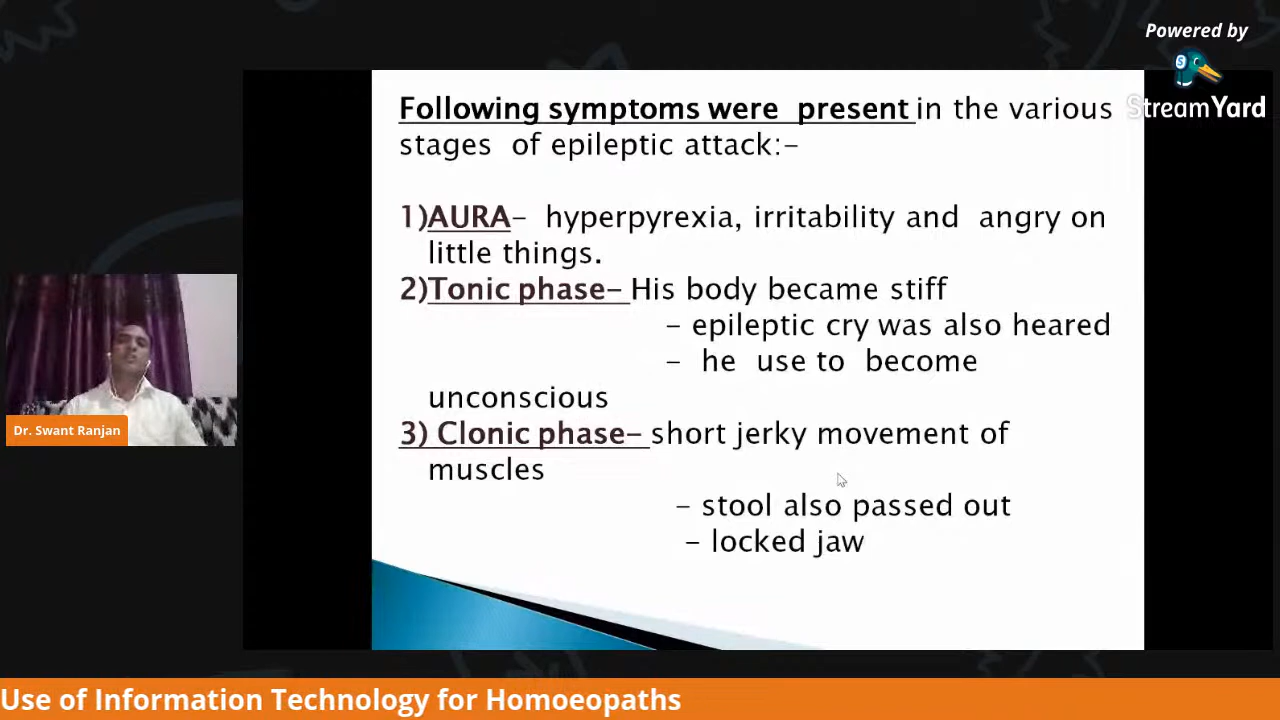 Powered by
StreamYard
Following symptoms were present in the various
stages of epileptic attack:-
1)AURA- hyperpyrexia, irritability and angry on
little things.
2)Tonic phase- His body became stiff
- epileptic cry was also heared
- he use to become
unconscious
3) Clonic phase- short jerky movement of
muscles
- stool also passed out
- locked jaw
Dr. Swant Ranjan
Use of Information Technology for Homoeopaths